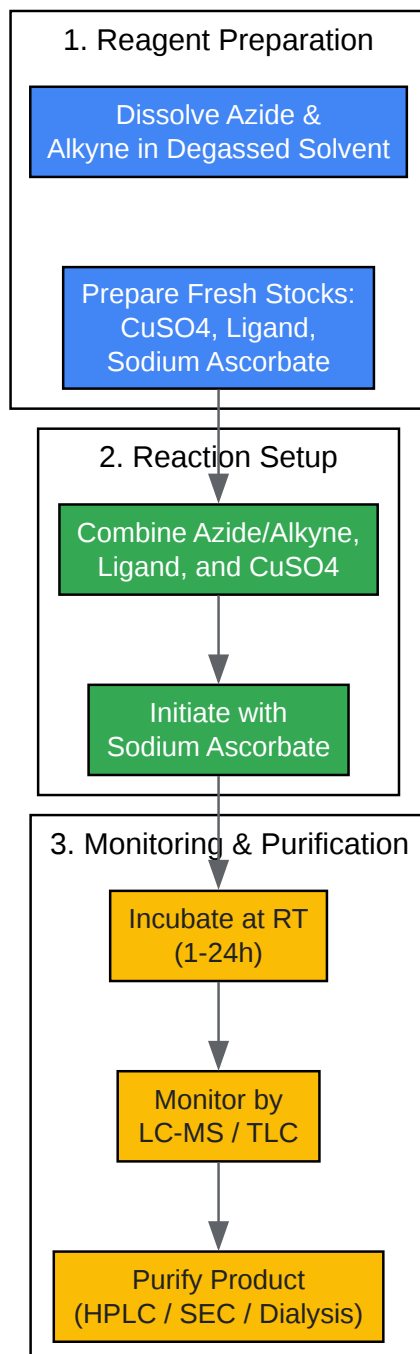 1. Reagent Preparation
Dissolve Azide &
Alkyne in Degassed Solvent
Prepare Fresh Stocks:
CuSO4, Ligand,
Sodium Ascorbate
2. Reaction Setup
Combine Azide/Alkyne,
Ligand, and CuSO4
Initiate with
Sodium Ascorbate
3. Monitoring & Purification
Incubate at RT
(1-24h)
Monitor by
LC-MS / TLC
Purify Product
(HPLC / SEC / Dialysis)